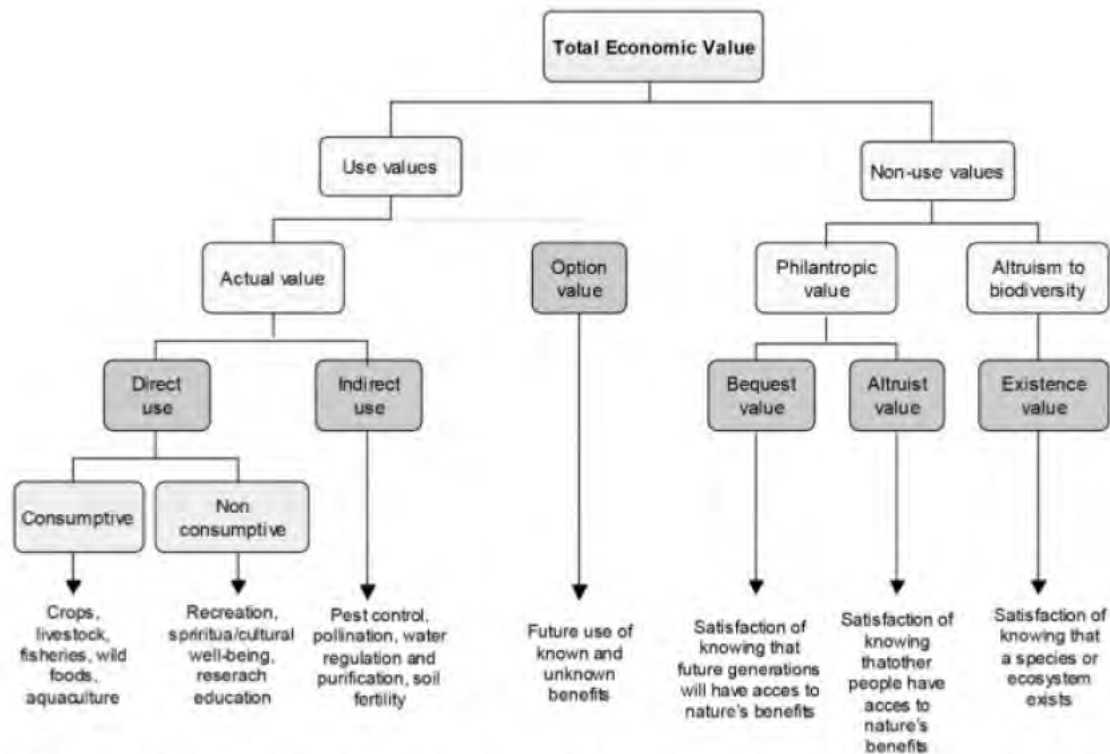 Total Economic Value
Use values
Non-use values
Actual value
Option
value
Philantropic
value
Altruism to
biodiversity
Direct
use
Indirect
use
Bequest
value
Altruist
value
Existence
value
Consumptive
Non
consumptive
Crops,
livestock,
fisheries, wild
foods,
aquaculture
Recreation,
spriritua/cultural
well-being,
reserach
education
Pest control,
pollination, water
regulation and
purification, soil
fertility
Future use of
known and
unknown
benefits
Satisfaction of
knowing that
future generations
will have acces to
nature's benefits
Satisfaction of
knowing
thatother
people have
acces to
nature's
benefits
Satisfaction of
knowing that
a species or
ecosystem
exists